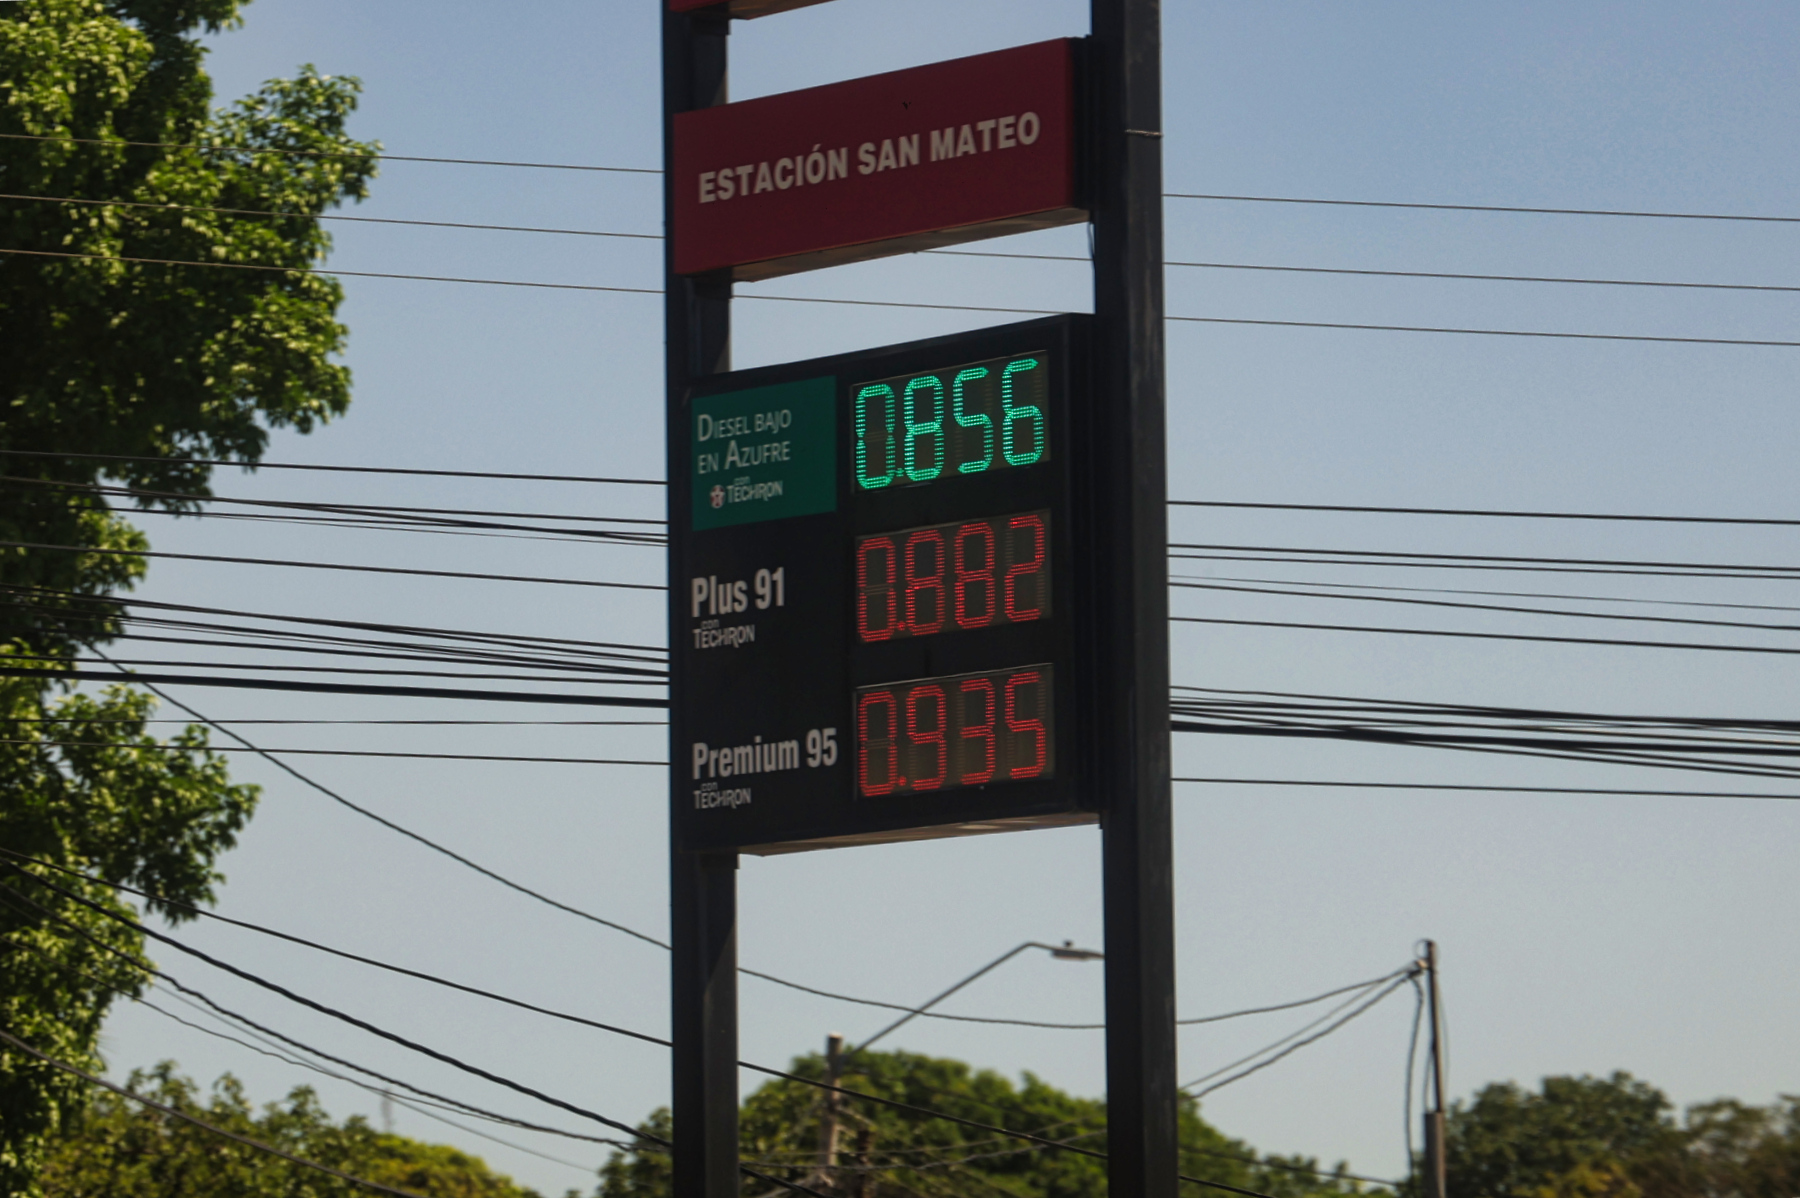 ESTACIÓN SAN MATEO
DIESEL BAJO
EN AZUFRE
con
TECHRON
0.856
Plus 91
con
TECHRON
0.882
Premium 95
con
TECHRON
0.935